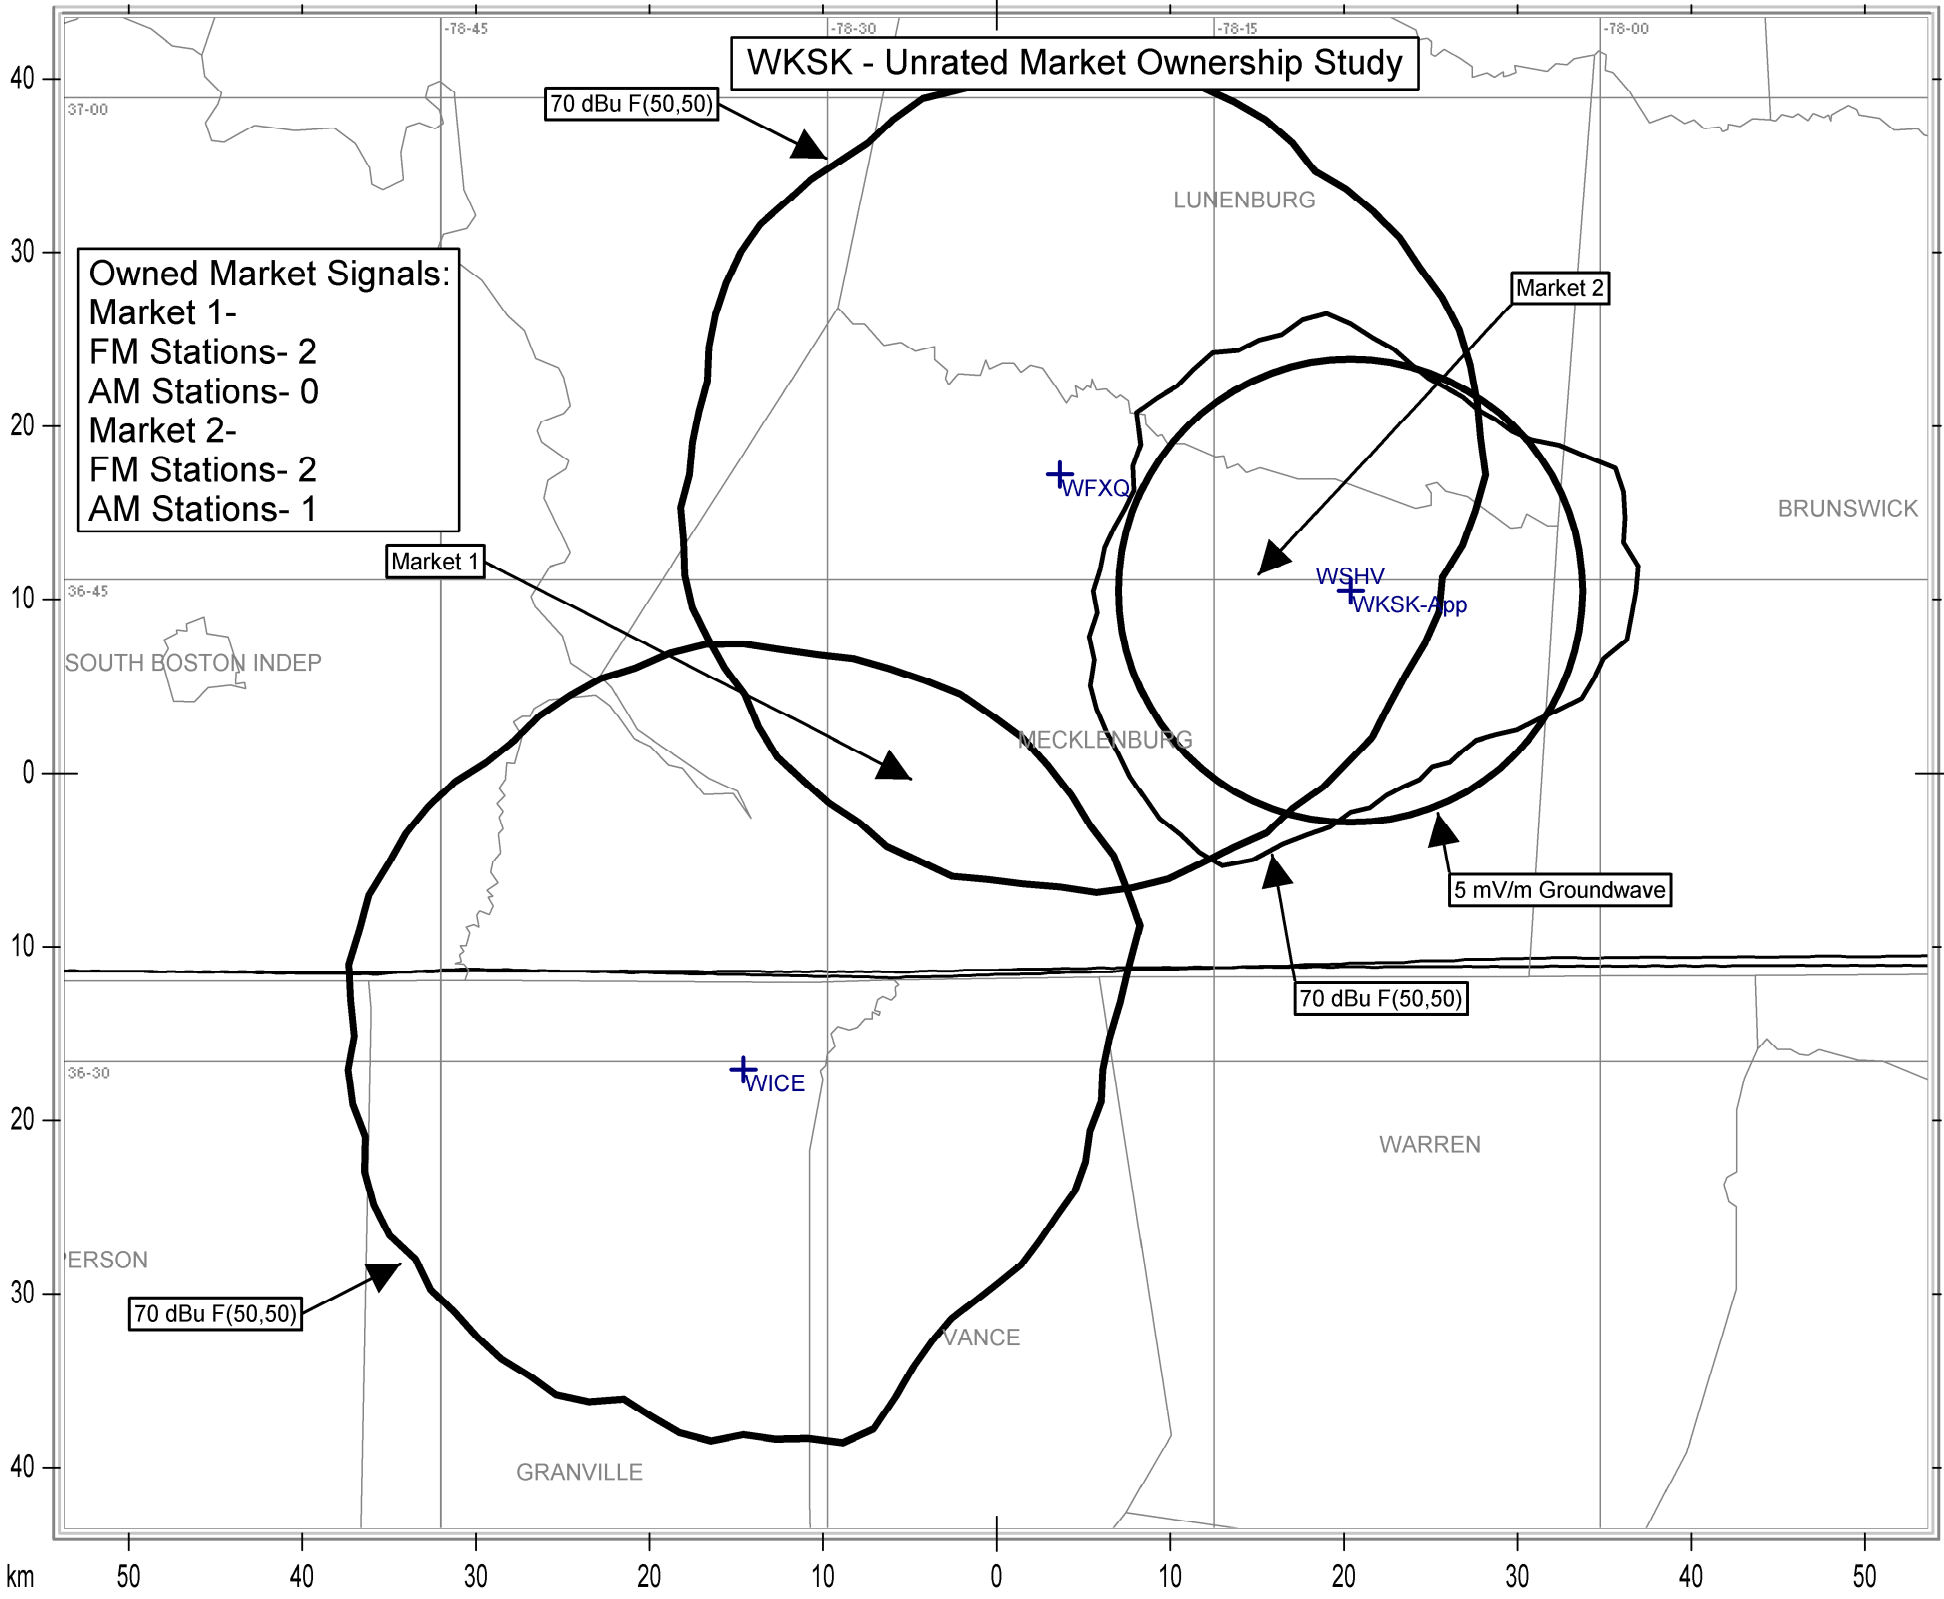 -78-45
-78-30
-78-15
-78-00
WKSK - Unrated Market Ownership Study
40
70 dBu F(50,50)
37-00
LUNENBURG
30
Owned Market Signals:
Market 1-
FM Stations- 2
AM Stations- 0
Market 2-
FM Stations- 2
AM Stations- 1
Market 2
20
WFXQ
BRUNSWICK
Market 1
WSHV
36-45
10
WKSK-App
SOUTH BOSTON INDEP
MECKLENBURG
0
5 mV/m Groundwave
10
70 dBu F(50,50)
36-30
WICE
20
WARREN
PERSON
30
70 dBu F(50,50)
VANCE
40
GRANVILLE
km 50 40 30 20 10 0 10 20 30 40 50